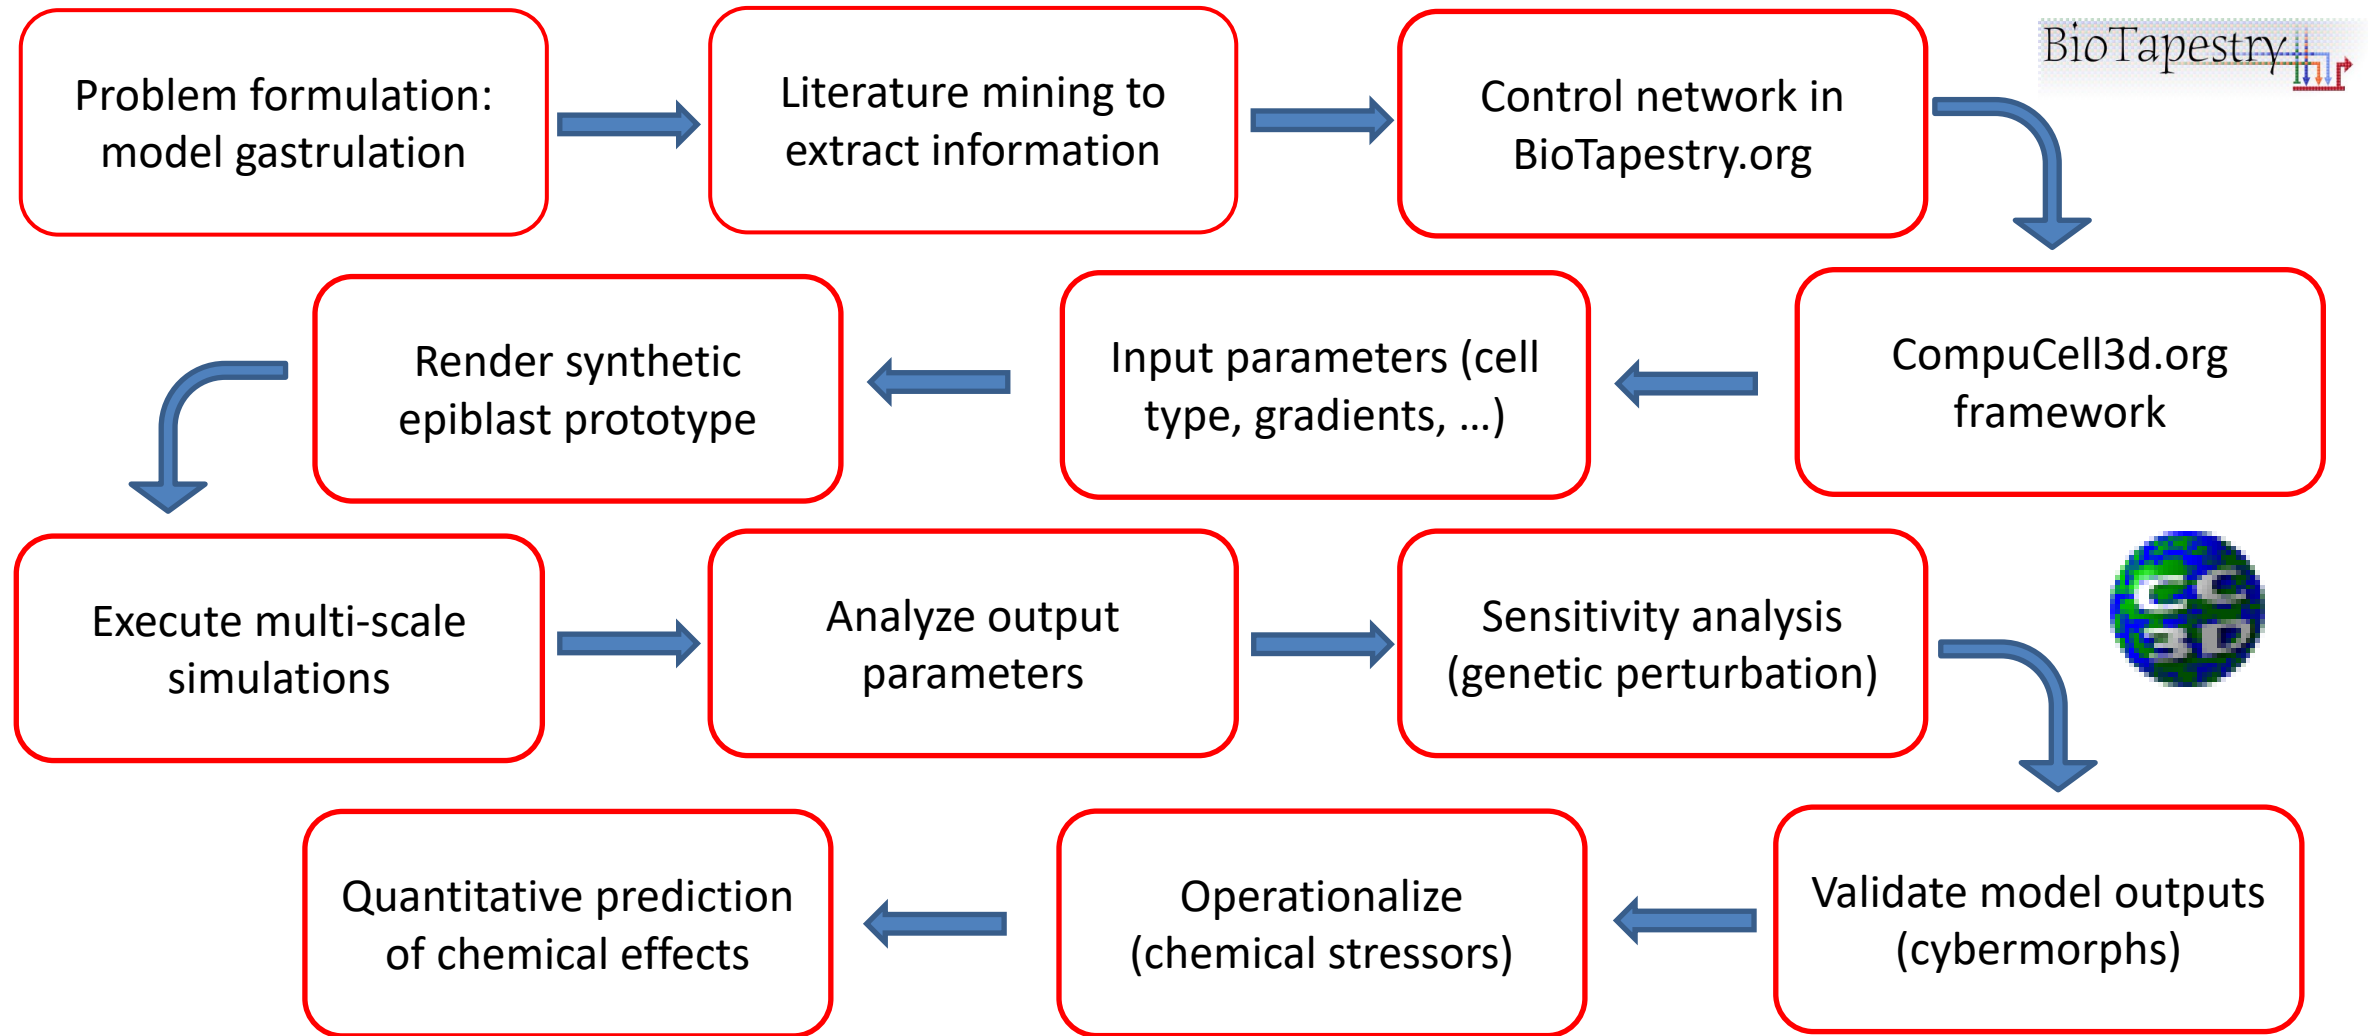 Problem formulation:
model gastrulation
Literature mining to
extract information
Control network in
BioTapestry.org
BioTapestry
CompuCell3d.org
framework
Input parameters (cell
type, gradients, ...)
Render synthetic
epiblast prototype
Execute multi-scale
simulations
Analyze output
parameters
Sensitivity analysis
(genetic perturbation)
CC
3D
Validate model outputs
(cybermorphs)
Operationalize
(chemical stressors)
Quantitative prediction
of chemical effects